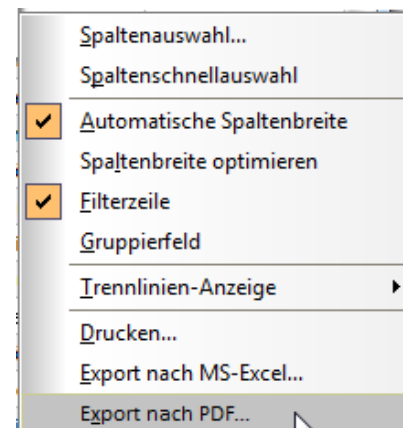 Spaltenauswahl...
Spaltenschnellauswahl
Automatische Spaltenbreite
Spaltenbreite optimieren
Filterzeile
Gruppierfeld
Trennlinien-Anzeige
Drucken...
Export nach MS-Excel...
Export nach PDF...